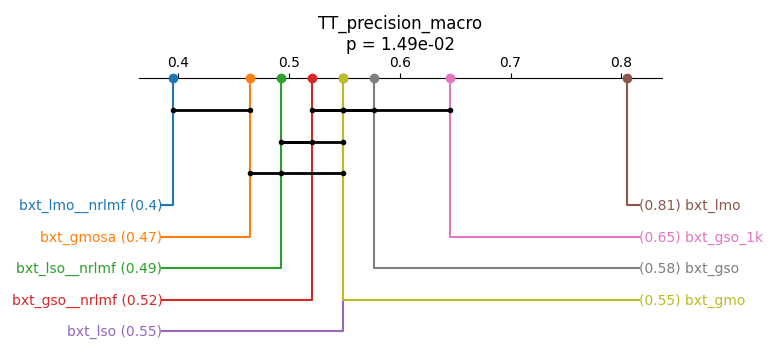 TT_precision_macro
p = 1.49e-02
0.4 0.5 0.6 0.7 0.8
bxt_lmo__nrlmf (0.4) (0.81) bxt_lmo
bxt_gmosa (0.47) (0.65) bxt_gso_1k
bxt_lso__nrlmf (0.49) (0.58) bxt_gso
bxt_gso__nrlmf (0.52) (0.55) bxt_gmo
bxt_lso (0.55)